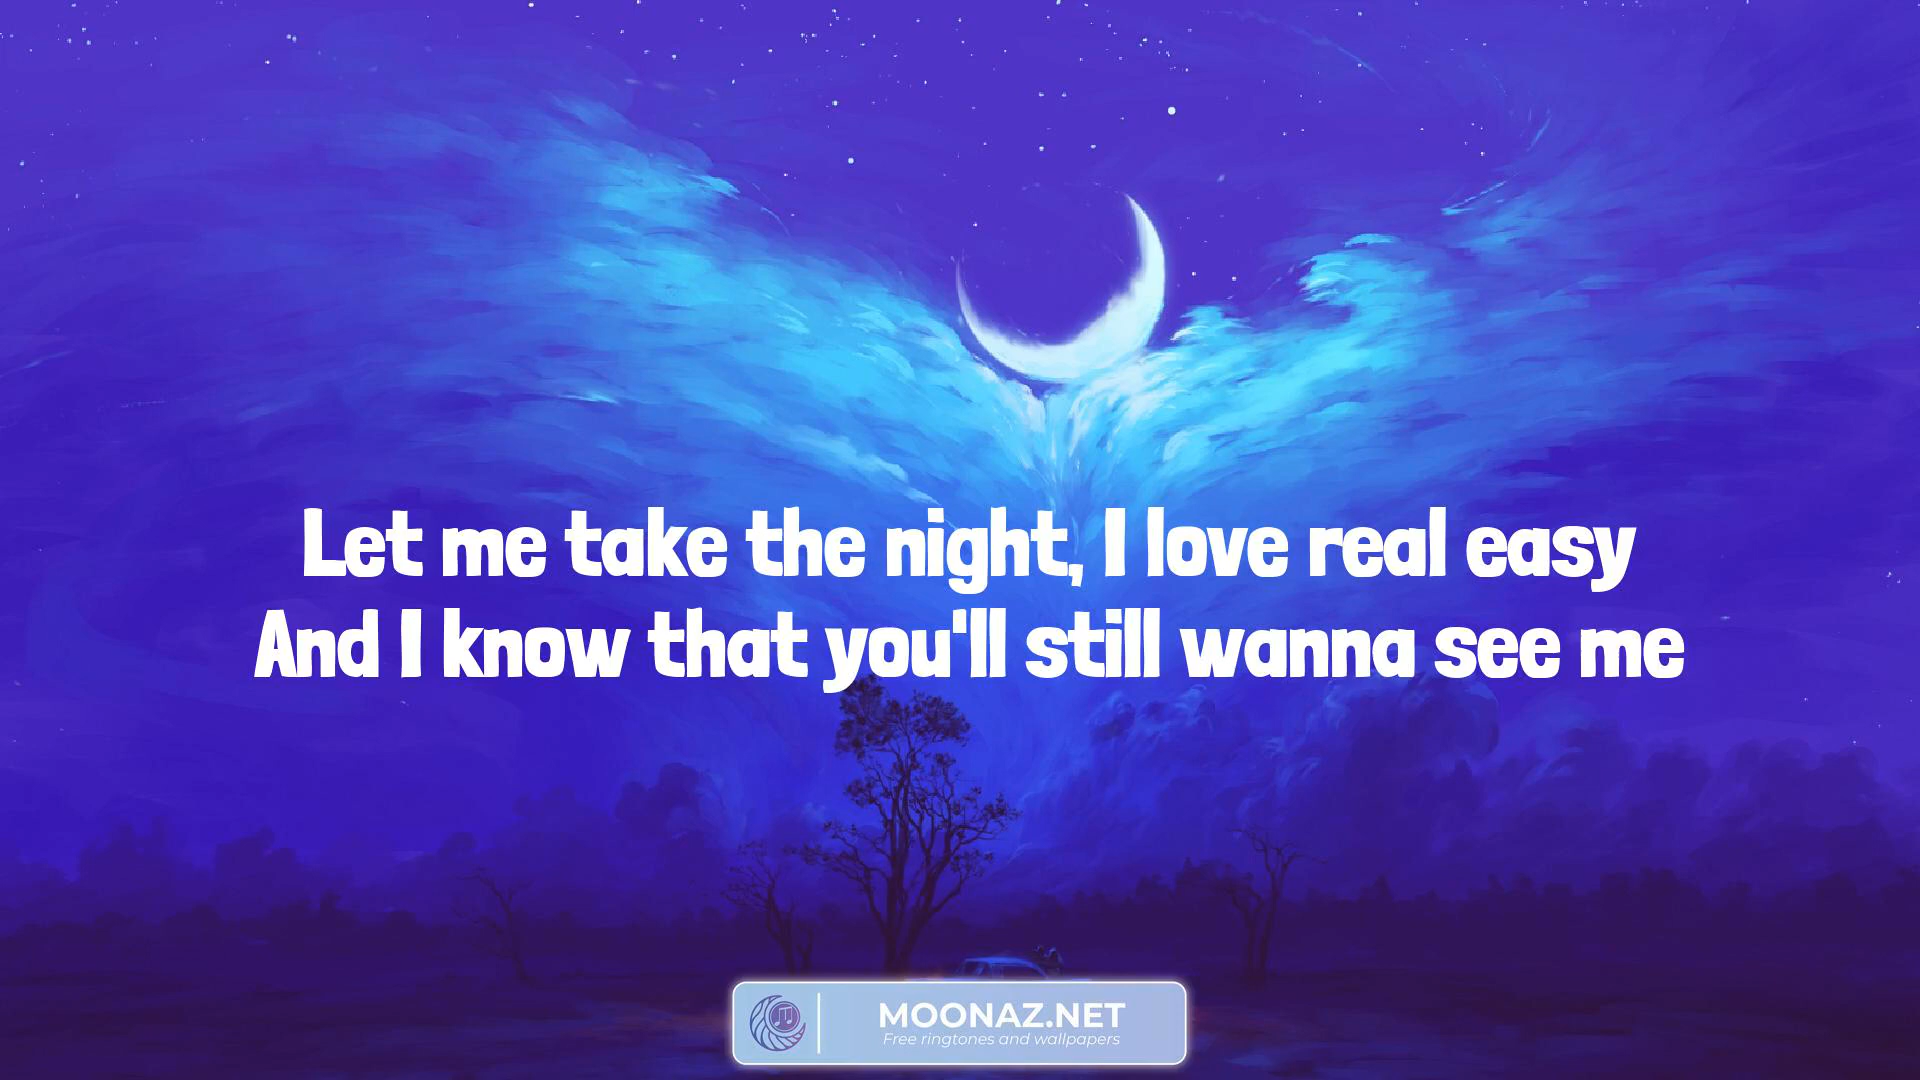 Let me take the night, I love real easy
And I know that you'll still wanna see me
MOONAZ.NET
Free ringtones and wallpapers